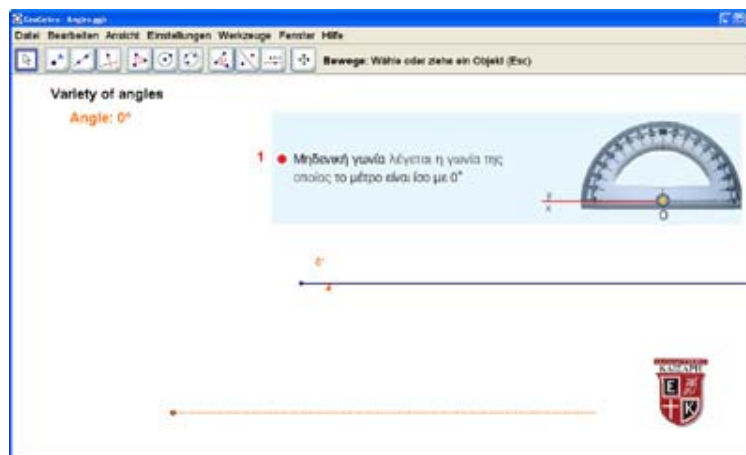 GeoGebra - Angles.ggb
Datei Bearbeiten Ansicht Einstellungen Werkzeuge Fenster Hilfe
Bewege: Wähle oder ziehe ein Objekt (Esc)
Variety of angles
Angle: 0°
1
Μηδενική γωνία λέγεται η γωνία της
οποίας το μέτρο είναι ίσο με 0°
x
O
0°
E
K